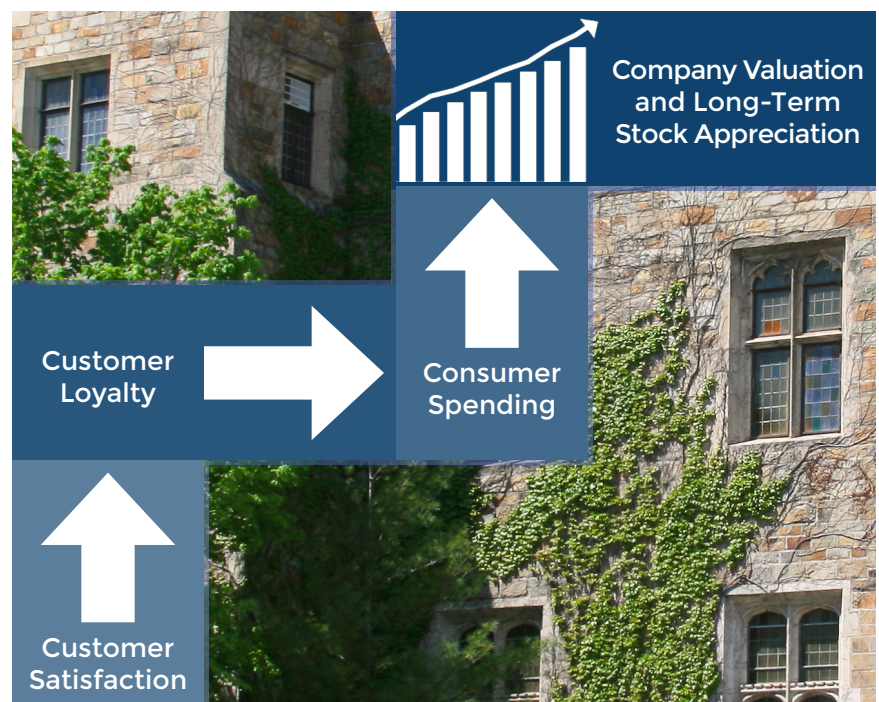 Company Valuation
and Long-Term
Stock Appreciation
Customer
Loyalty
Consumer
Spending
Customer
Satisfaction